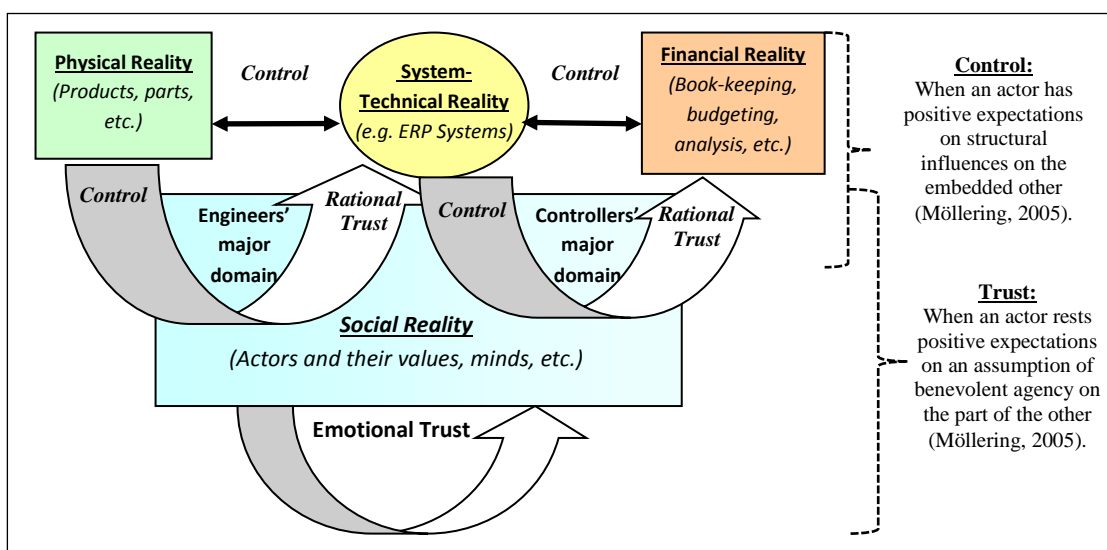 Physical Reality
(Products, parts,
etc.)
Control
System-
Technical Reality
(e.g. ERP Systems)
Control
Financial Reality
(Book-keeping,
budgeting,
analysis, etc.)
Control
Engineers’
major
domain
Rational
Trust
Control
Controllers’
major
domain
Rational
Trust
Social Reality
(Actors and their values, minds, etc.)
Emotional Trust
Control:
When an actor has
positive expectations
on structural
influences on the
embedded other
(Möllering, 2005).
Trust:
When an actor rests
positive expectations
on an assumption of
benevolent agency on
the part of the other
(Möllering, 2005).